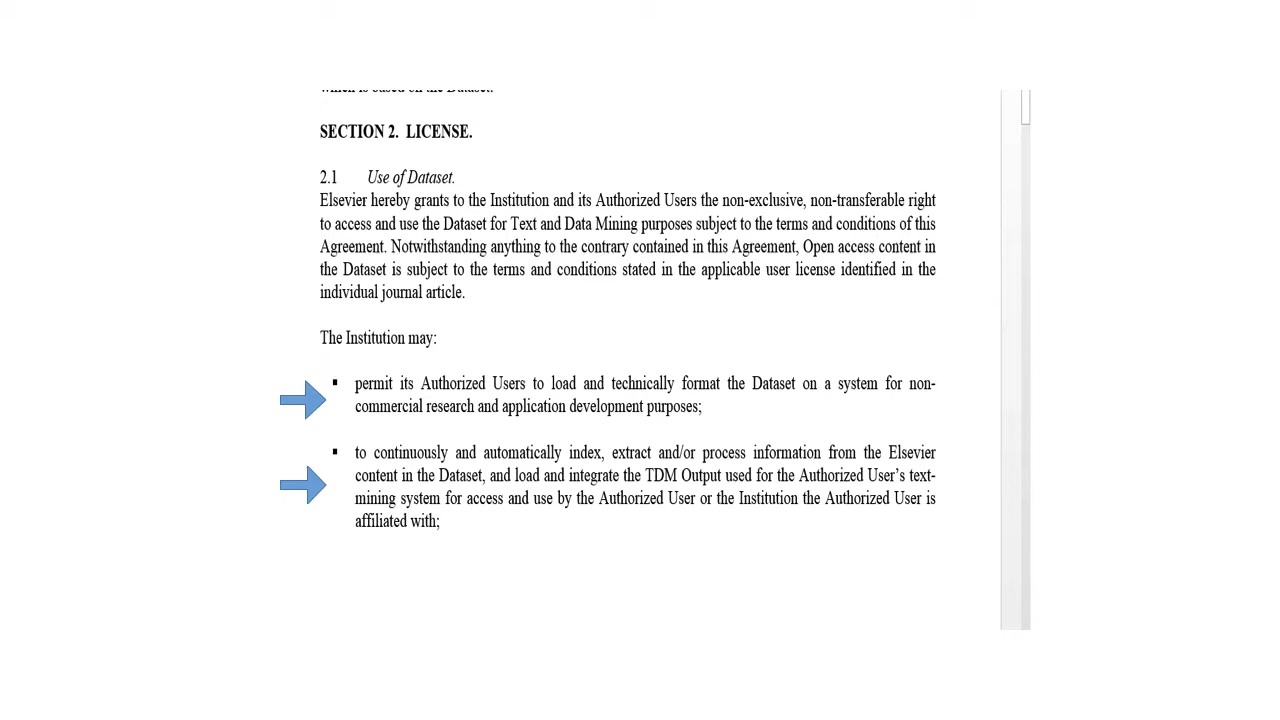 which is based on the Dataset.
SECTION 2. LICENSE.
2.1 Use of Dataset.
Elsevier hereby grants to the Institution and its Authorized Users the non-exclusive, non-transferable right
to access and use the Dataset for Text and Data Mining purposes subject to the terms and conditions of this
Agreement. Notwithstanding anything to the contrary contained in this Agreement, Open access content in
the Dataset is subject to the terms and conditions stated in the applicable user license identified in the
individual journal article.
The Institution may:
▪ permit its Authorized Users to load and technically format the Dataset on a system for non-
commercial research and application development purposes;
▪ to continuously and automatically index, extract and/or process information from the Elsevier
content in the Dataset, and load and integrate the TDM Output used for the Authorized User’s text-
mining system for access and use by the Authorized User or the Institution the Authorized User is
affiliated with;